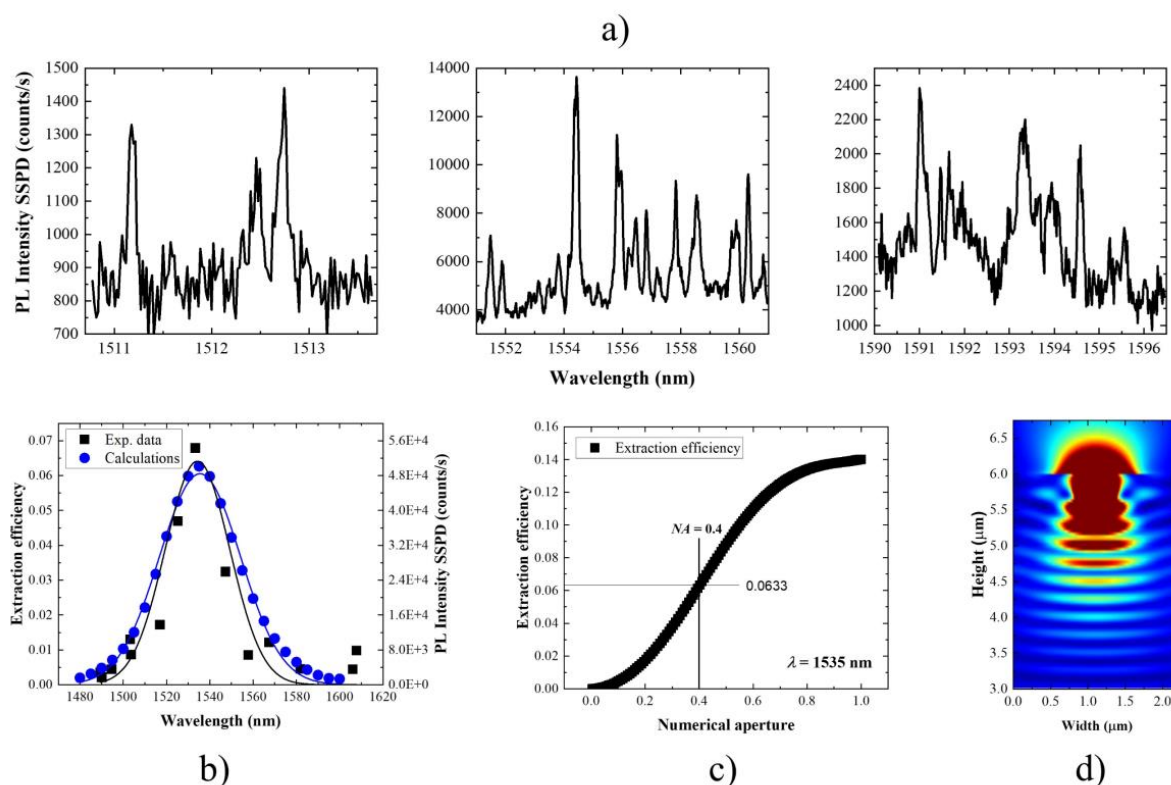 a)
PL Intensity SSPD (counts/s)
1500
1400
1300
1200
1100
1000
900
800
700
1511 1512 1513
14000
12000
10000
8000
6000
4000
1552 1554 1556 1558 1560
2400
2200
2000
1800
1600
1400
1200
1000
1590 1591 1592 1593 1594 1595 1596
Wavelength (nm)
Extraction efficiency
0.07
0.06
0.05
0.04
0.03
0.02
0.01
0.00
Exp. data
Calculations
5.6E+4
4.8E+4
4.0E+4
3.2E+4
2.4E+4
1.6E+4
8.0E+3
0.0E+0
PL Intensity SSPD (counts/s)
1480 1500 1520 1540 1560 1580 1600 1620
Wavelength (nm)
b)
Extraction efficiency
0.16
0.14
0.12
0.10
0.08
0.06
0.04
0.02
0.00
Extraction efficiency
NA = 0.4
0.0633
λ = 1535 nm
0.0 0.2 0.4 0.6 0.8 1.0
Numerical aperture
c)
Height (μm)
6.5
6.0
5.5
5.0
4.5
4.0
3.5
3.0
0.0 0.5 1.0 1.5 2.0
Width (μm)
d)